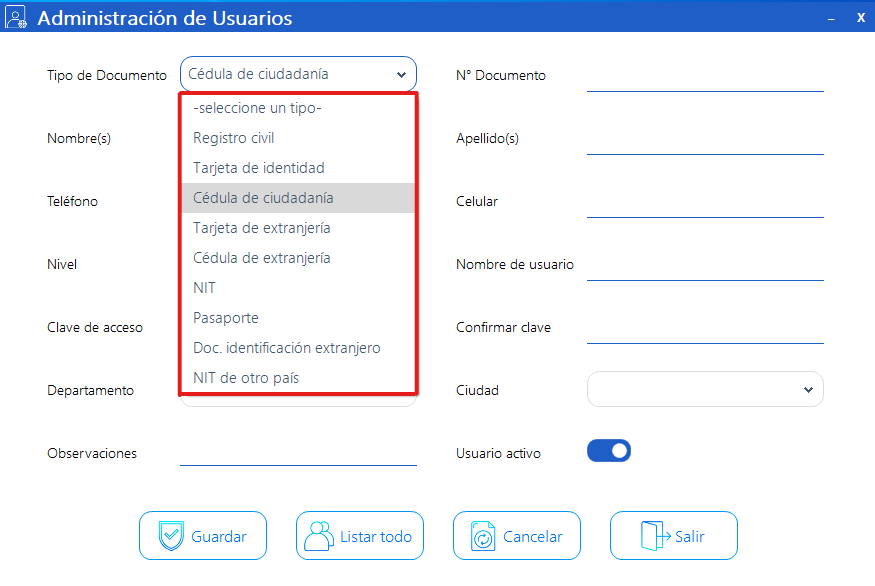 Administración de Usuarios
Tipo de Documento
Cédula de ciudadanía
-seleccione un tipo-
Registro civil
Tarjeta de identidad
Cédula de ciudadanía
Tarjeta de extranjería
Cédula de extranjería
NIT
Pasaporte
Doc. identificación extranjero
NIT de otro país
N° Documento
Nombre(s)
Apellido(s)
Teléfono
Celular
Nivel
Nombre de usuario
Clave de acceso
Confirmar clave
Departamento
Ciudad
Observaciones
Usuario activo
Guardar
Listar todo
Cancelar
Salir